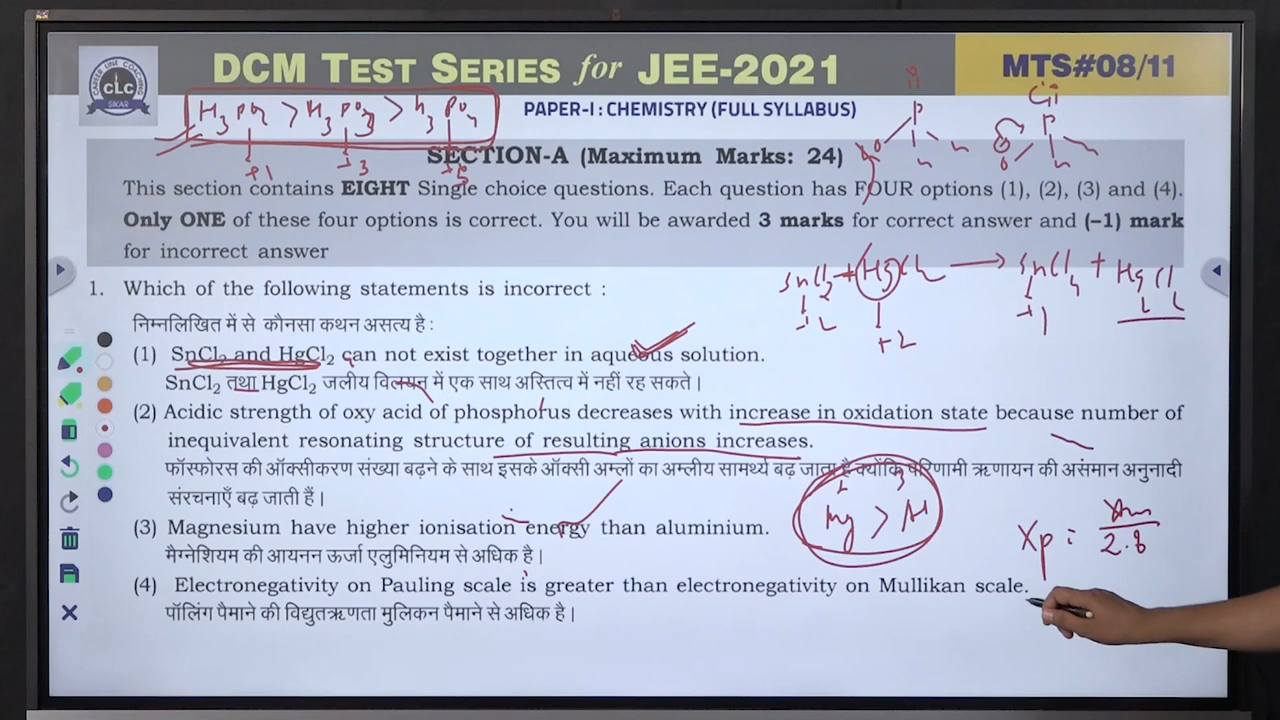 CAREER LINE COACHING
CLC
SIKAR
DCM TEST SERIES for JEE-2021
MTS#08/11
PAPER-I : CHEMISTRY (FULL SYLLABUS)
H3PO2 > H3PO3 > H3PO4
+1 +3 +5
SECTION-A (Maximum Marks: 24)
This section contains EIGHT Single choice questions. Each question has FOUR options (1), (2), (3) and (4).
Only ONE of these four options is correct. You will be awarded 3 marks for correct answer and (−1) mark
for incorrect answer
SnCl2 + HgCl2 ⟶ SnCl4 + Hg2Cl2
+2
1. Which of the following statements is incorrect :
निम्नलिखित में से कौनसा कथन असत्य है :
(1) SnCl2 and HgCl2 can not exist together in aqueous solution.
SnCl2 तथा HgCl2 जलीय विलयन में एक साथ अस्तित्व में नहीं रह सकते।
(2) Acidic strength of oxy acid of phosphorus decreases with increase in oxidation state because number of
inequivalent resonating structure of resulting anions increases.
फॉस्फोरस की ऑक्सीकरण संख्या बढ़ने के साथ इसके ऑक्सी अम्लों का अम्लीय सामर्थ्य बढ़ जाता है क्योंकि परिणामी ऋणायन की असंमान अनुनादी
संरचनाएँ बढ़ जाती हैं।
Mg > Al
(3) Magnesium have higher ionisation energy than aluminium.
Xp = Xm / 2.8
मैग्नेशियम की आयनन ऊर्जा एलुमिनियम से अधिक है।
(4) Electronegativity on Pauling scale is greater than electronegativity on Mullikan scale.
पॉलिंग पैमाने की विद्युतऋणता मुलिकन पैमाने से अधिक है।